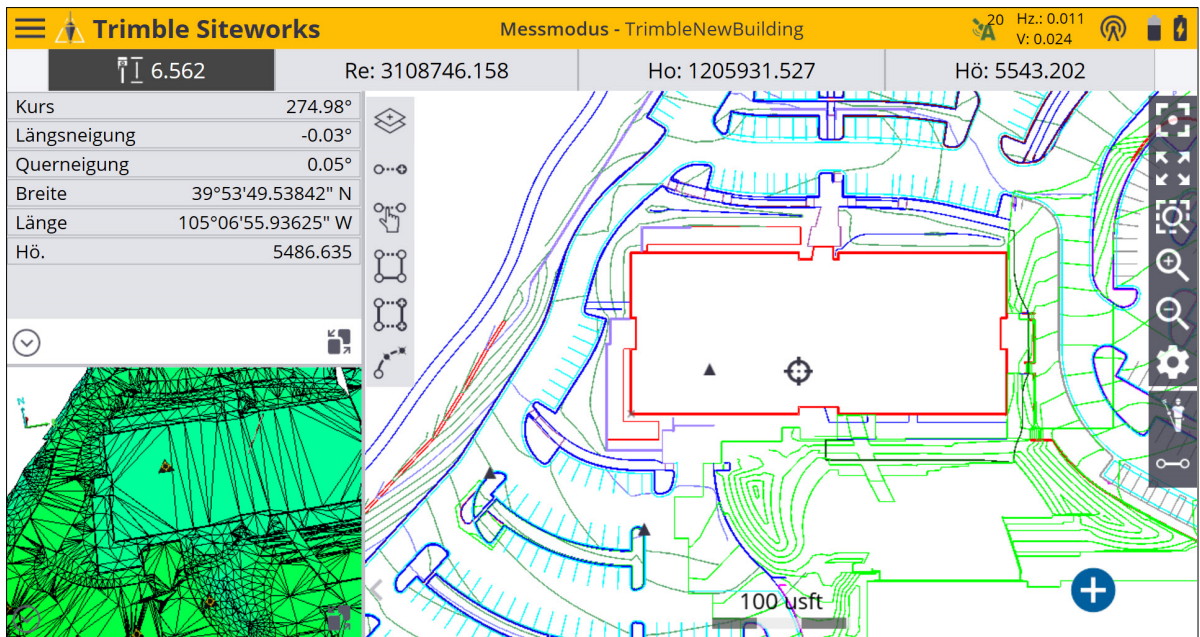 Trimble Siteworks
Messmodus - TrimbleNewBuilding
20
Hz.: 0.011
V: 0.024
6.562
Re: 3108746.158
Ho: 1205931.527
Hö: 5543.202
Kurs 274.98°
Längsneigung -0.03°
Querneigung 0.05°
Breite 39°53'49.53842" N
Länge 105°06'55.93625" W
Hö. 5486.635
N
100 usft